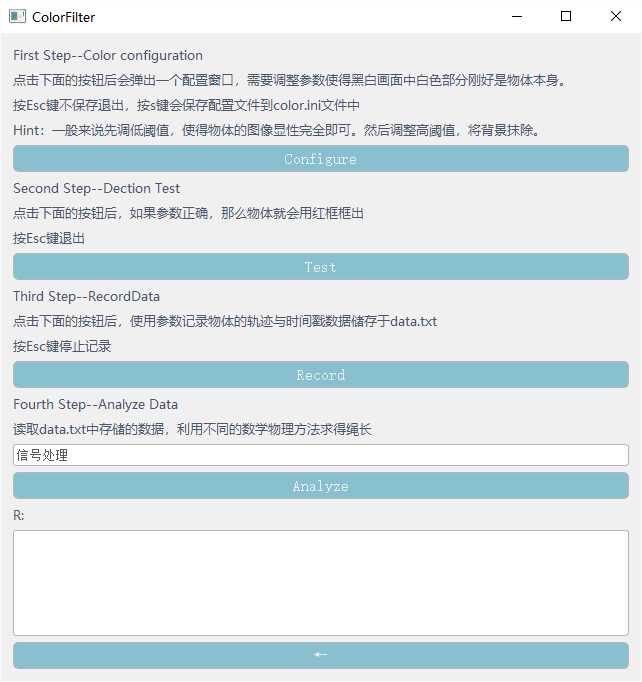 ColorFilter
First Step--Color configuration
点击下面的按钮后会弹出一个配置窗口，需要调整参数使得黑白画面中白色部分刚好是物体本身。
按Esc键不保存退出，按s键会保存配置文件到color.ini文件中
Hint：一般来说先调低阈值，使得物体的图像显性完全即可。然后调整高阈值，将背景抹除。
Configure
Second Step--Dection Test
点击下面的按钮后，如果参数正确，那么物体就会用红框框出
按Esc键退出
Test
Third Step--RecordData
点击下面的按钮后，使用参数记录物体的轨迹与时间戳数据储存于data.txt
按Esc键停止记录
Record
Fourth Step--Analyze Data
读取data.txt中存储的数据，利用不同的数学物理方法求得绳长
信号处理
Analyze
R:
←